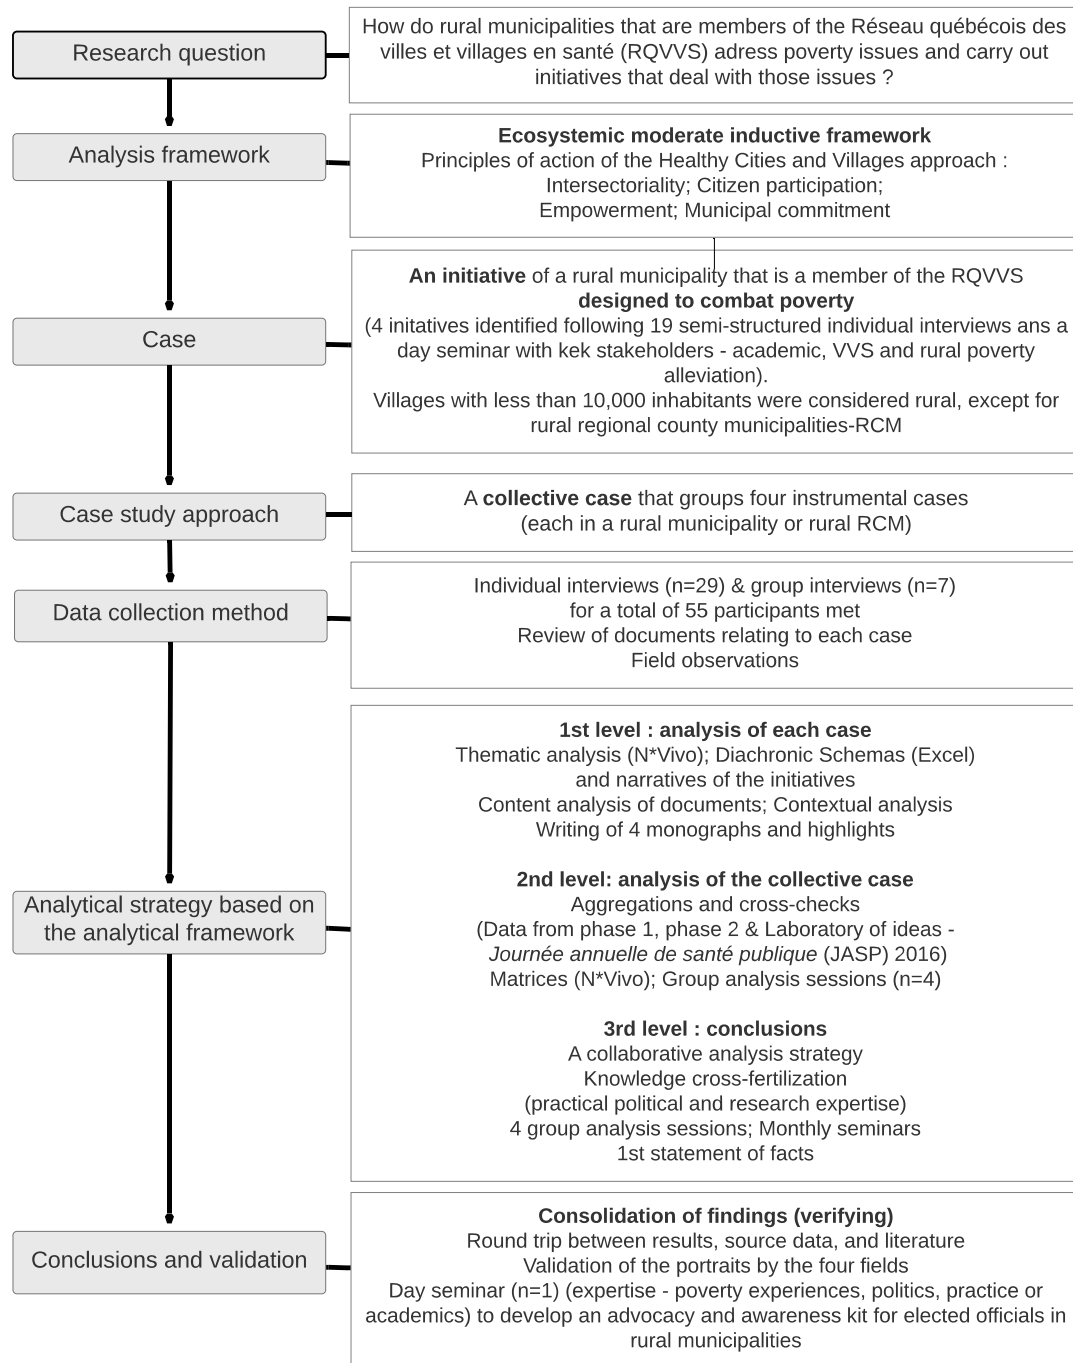 Research question
How do rural municipalities that are members of the Réseau québécois des
villes et villages en santé (RQVVS) adress poverty issues and carry out
initiatives that deal with those issues ?
Analysis framework
Ecosystemic moderate inductive framework
Principles of action of the Healthy Cities and Villages approach :
Intersectoriality; Citizen participation;
Empowerment; Municipal commitment
Case
An initiative of a rural municipality that is a member of the RQVVS
designed to combat poverty
(4 initatives identified following 19 semi-structured individual interviews ans a
day seminar with kek stakeholders - academic, VVS and rural poverty
alleviation).
Villages with less than 10,000 inhabitants were considered rural, except for
rural regional county municipalities-RCM
Case study approach
A collective case that groups four instrumental cases
(each in a rural municipality or rural RCM)
Data collection method
Individual interviews (n=29) & group interviews (n=7)
for a total of 55 participants met
Review of documents relating to each case
Field observations
Analytical strategy based on
the analytical framework
1st level : analysis of each case
Thematic analysis (N*Vivo); Diachronic Schemas (Excel)
and narratives of the initiatives
Content analysis of documents; Contextual analysis
Writing of 4 monographs and highlights
2nd level: analysis of the collective case
Aggregations and cross-checks
(Data from phase 1, phase 2 & Laboratory of ideas -
Journée annuelle de santé publique (JASP) 2016)
Matrices (N*Vivo); Group analysis sessions (n=4)
3rd level : conclusions
A collaborative analysis strategy
Knowledge cross-fertilization
(practical political and research expertise)
4 group analysis sessions; Monthly seminars
1st statement of facts
Conclusions and validation
Consolidation of findings (verifying)
Round trip between results, source data, and literature
Validation of the portraits by the four fields
Day seminar (n=1) (expertise - poverty experiences, politics, practice or
academics) to develop an advocacy and awareness kit for elected officials in
rural municipalities